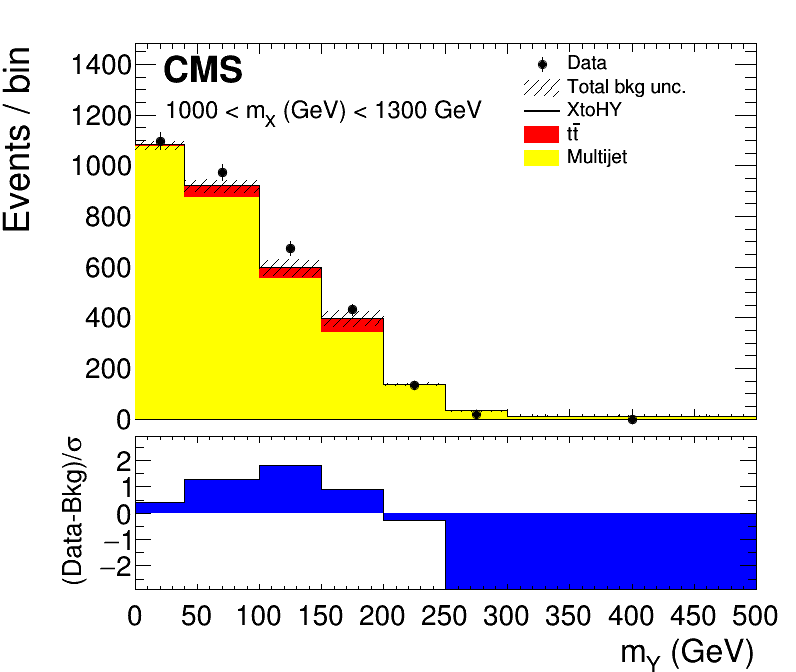 Events / bin
1400
1200
1000
800
600
400
200
0
CMS
1000 < m_X (GeV) < 1300 GeV
Data
Total bkg unc.
XtoHY
tt̅
Multijet
(Data-Bkg)/σ
2
1
0
−1
−2
0 50 100 150 200 250 300 350 400 450 500
m_Y (GeV)